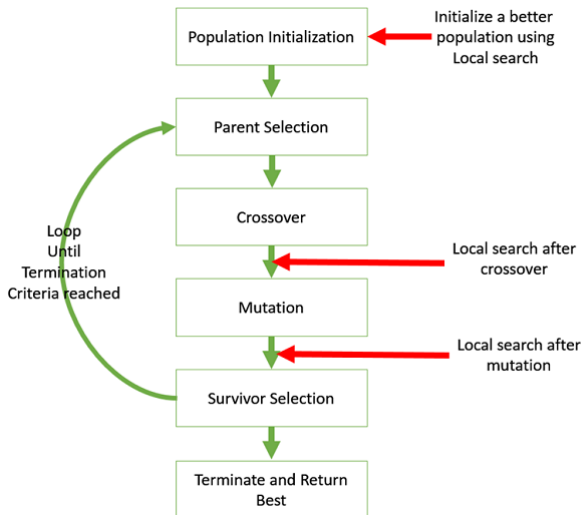 Population Initialization
Initialize a better
population using
Local search
Parent Selection
Crossover
Loop
Until
Termination
Criteria reached
Local search after
crossover
Mutation
Local search after
mutation
Survivor Selection
Terminate and Return
Best